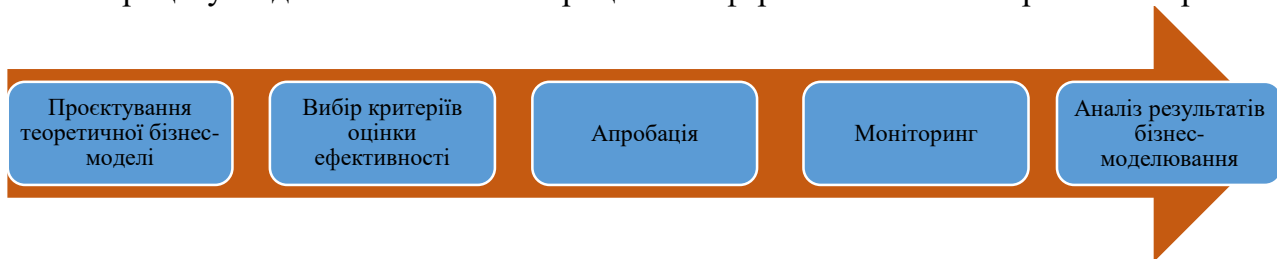 Проєктування
теоретичної бізнес-
моделі
Вибір критеріїв
оцінки
ефективності
Апробація
Моніторинг
Аналіз результатів
бізнес-
моделювання